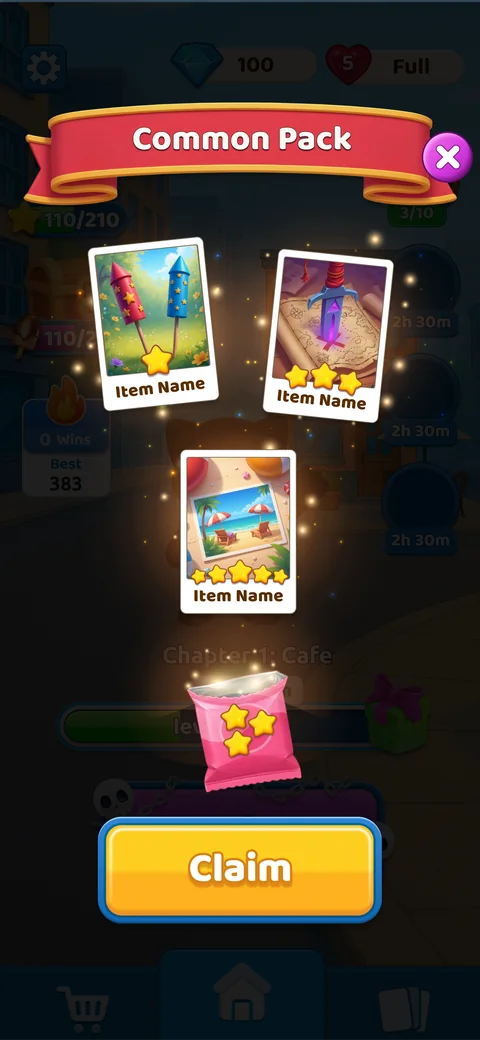 100
5
Full
Common Pack
110/210
3/10
2h 30m
110/2
Item Name
Item Name
0 Wins
Best
383
2h 30m
2h 30m
Item Name
Chapter 1: Cafe
Claim